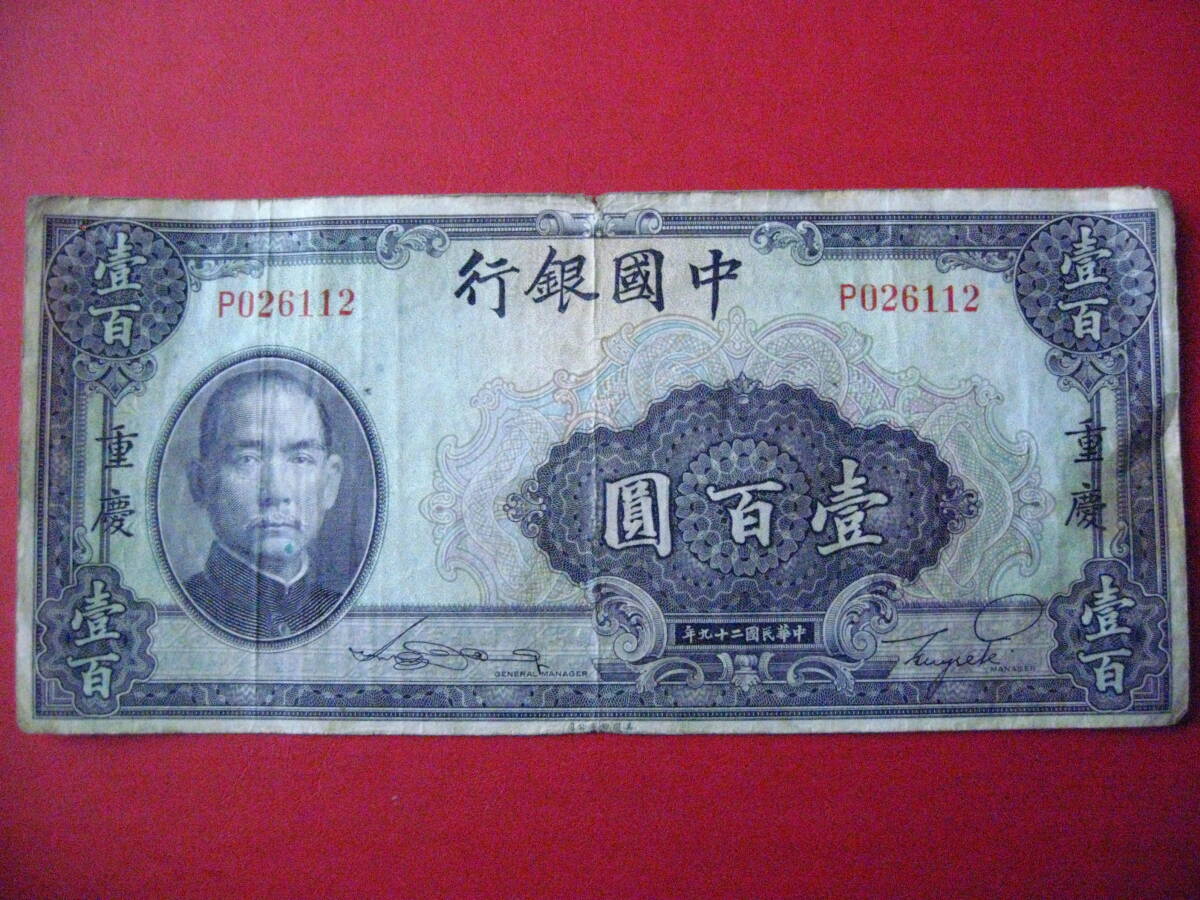 中國銀行
壹百
壹百
P026112
P026112
重慶
重慶
壹百圓
中華民國二十九年
GENERAL MANAGER
MANAGER
壹百
壹百